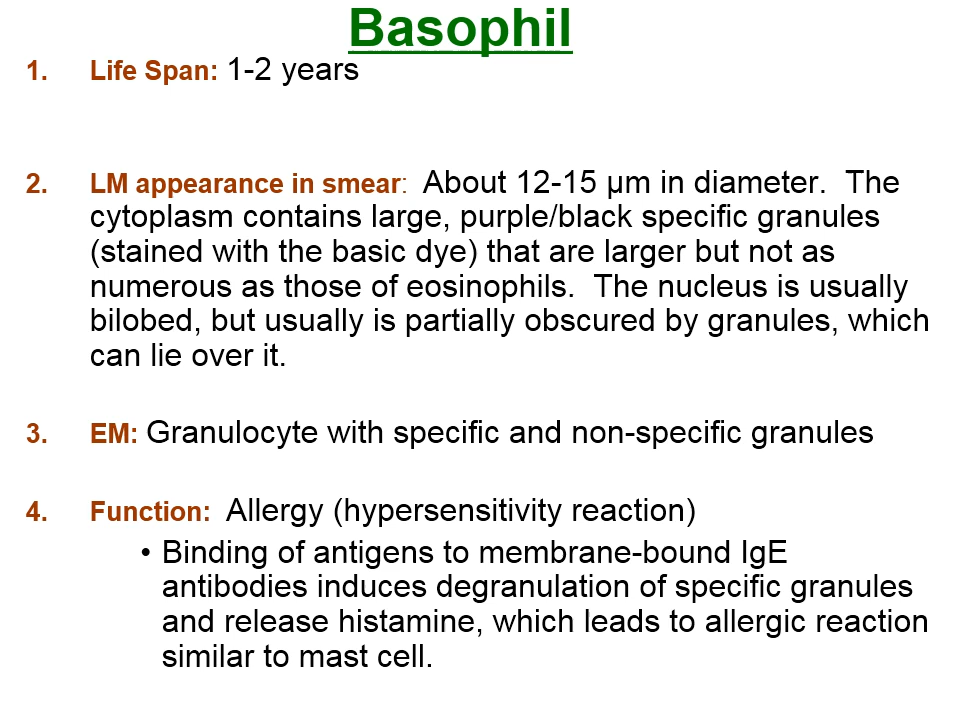 Basophil
1. Life Span: 1-2 years
2. LM appearance in smear: About 12-15 µm in diameter. The
cytoplasm contains large, purple/black specific granules
(stained with the basic dye) that are larger but not as
numerous as those of eosinophils. The nucleus is usually
bilobed, but usually is partially obscured by granules, which
can lie over it.
3. EM: Granulocyte with specific and non-specific granules
4. Function: Allergy (hypersensitivity reaction)
• Binding of antigens to membrane-bound IgE
antibodies induces degranulation of specific granules
and release histamine, which leads to allergic reaction
similar to mast cell.